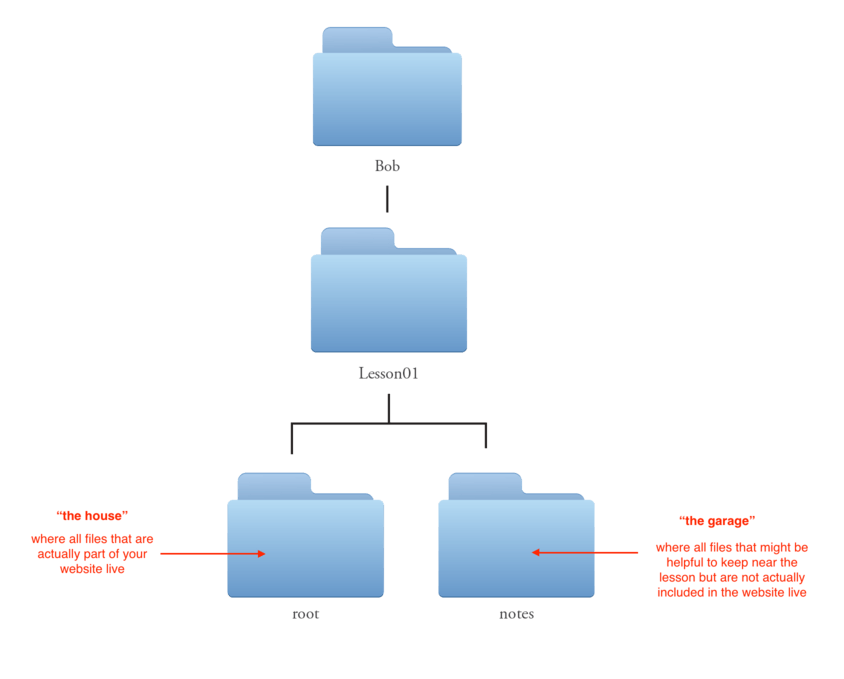 Bob
Lesson01
“the house”
where all files that are
actually part of your
website live
“the garage”
where all files that might be
helpful to keep near the
lesson but are not actually
included in the website live
root
notes